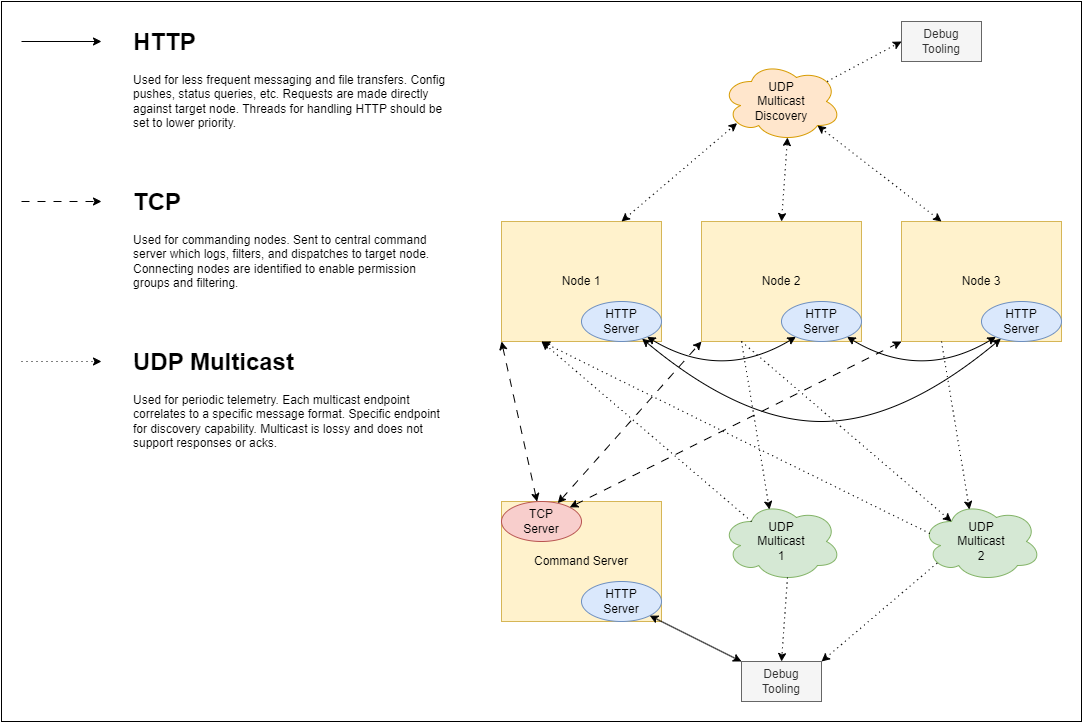 HTTP
Used for less frequent messaging and file transfers. Config
pushes, status queries, etc. Requests are made directly
against target node. Threads for handling HTTP should be
set to lower priority.
TCP
Used for commanding nodes. Sent to central command
server which logs, filters, and dispatches to target node.
Connecting nodes are identified to enable permission
groups and filtering.
UDP Multicast
Used for periodic telemetry. Each multicast endpoint
correlates to a specific message format. Specific endpoint
for discovery capability. Multicast is lossy and does not
support responses or acks.
Debug
Tooling
UDP
Multicast
Discovery
Node 1
HTTP
Server
Node 2
HTTP
Server
Node 3
HTTP
Server
TCP
Server
Command Server
HTTP
Server
UDP
Multicast
1
UDP
Multicast
2
Debug
Tooling